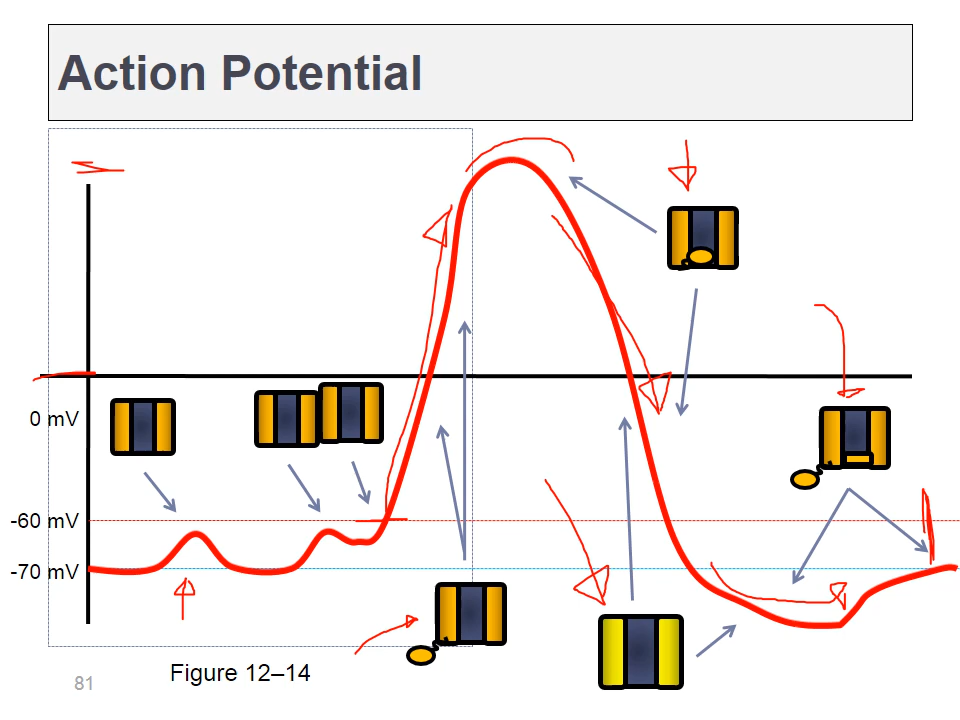 Action Potential
0 mV
-60 mV
-70 mV
Figure 12–14
81